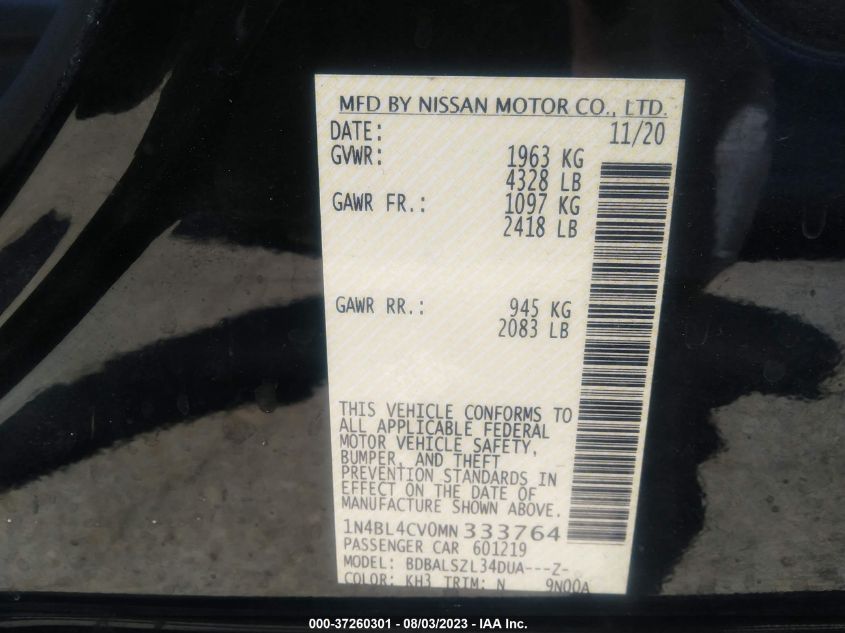 MFD BY NISSAN MOTOR CO., LTD.
DATE: 11/20
GVWR: 1963 KG
4328 LB
GAWR FR.: 1097 KG
2418 LB
GAWR RR.: 945 KG
2083 LB
THIS VEHICLE CONFORMS TO
ALL APPLICABLE FEDERAL
MOTOR VEHICLE SAFETY,
BUMPER, AND THEFT
PREVENTION STANDARDS IN
EFFECT ON THE DATE OF
MANUFACTURE SHOWN ABOVE.
1N4BL4CV0MN333764
PASSENGER CAR 601219
MODEL: BDBALSZL34DUA---Z-
COLOR: KH3 TRIM: N 9N00A
000-37260301 - 08/03/2023 - IAA Inc.